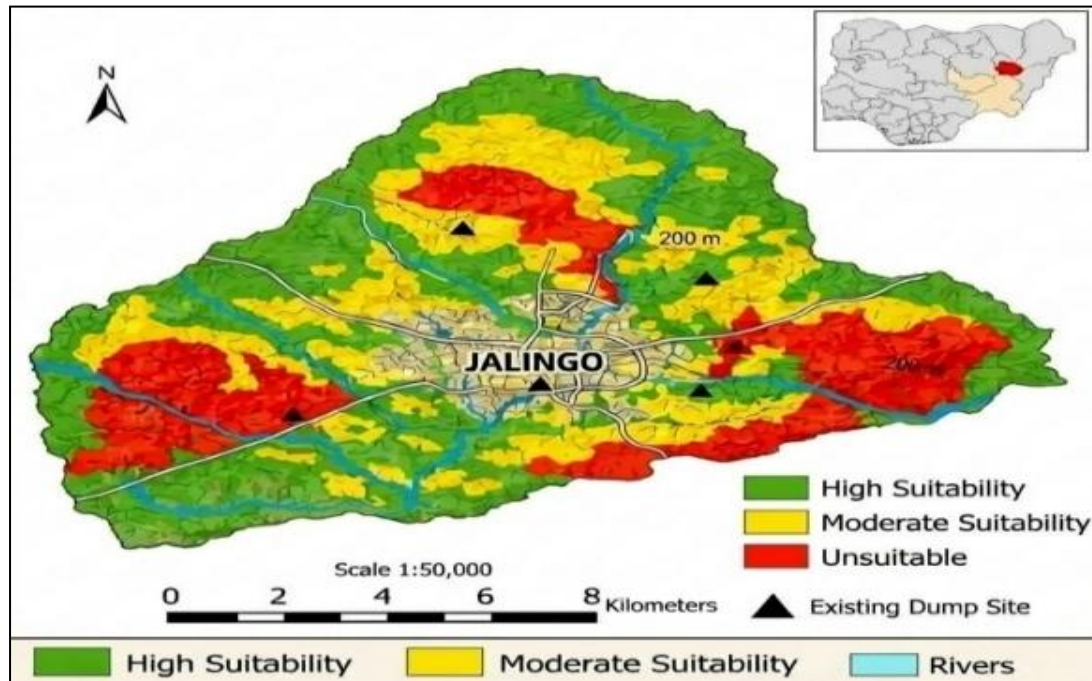 N
200 m
JALINGO
200 m
High Suitability
Moderate Suitability
Unsuitable
Existing Dump Site
Scale 1:50,000
0 2 4 6 8 Kilometers
High Suitability Moderate Suitability Rivers